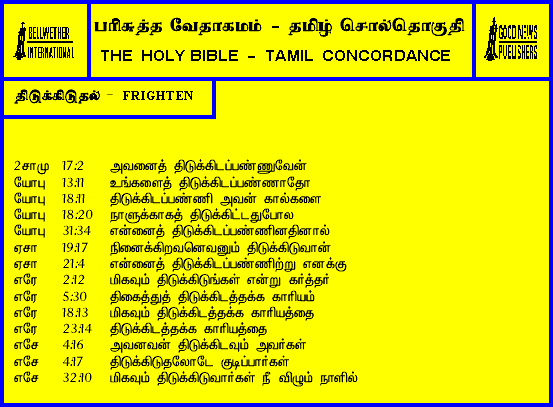 BELLWETHER
INTERNATIONAL
பரிசுத்த வேதாகமம் - தமிழ் சொல்தொகுதி
THE HOLY BIBLE - TAMIL CONCORDANCE
GOOD NEWS
PUBLISHERS
திடுக்கிடுதல் - FRIGHTEN
2சாமு 17:2 அவனைத் திடுக்கிடப்பண்ணுவேன்
யோபு 13:11 உங்களைத் திடுக்கிடப்பண்ணாதோ
யோபு 18:11 திடுக்கிடப்பண்ணி அவன் கால்களை
யோபு 18:20 நாளுக்காகத் திடுக்கிட்டதுபோல
யோபு 31:34 என்னைத் திடுக்கிடப்பண்ணினதினால்
ஏசா 19:17 நினைக்கிறவனெவனும் திடுக்கிடுவான்
ஏசா 21:4 என்னைத் திடுக்கிடப்பண்ணிற்று எனக்கு
எரே 2:12 மிகவும் திடுக்கிடுங்கள் என்று கர்த்தர்
எரே 5:30 திகைத்துத் திடுக்கிடத்தக்க காரியம்
எரே 18:13 மிகவும் திடுக்கிடத்தக்க காரியத்தை
எரே 23:14 திடுக்கிடத்தக்க காரியத்தை
எசே 4:16 அவனவன் திடுக்கிடவும் அவர்கள்
எசே 4:17 திடுக்கிடுதலோடே குடிப்பார்கள்
எசே 32:10 மிகவும் திடுக்கிடுவார்கள் நீ விழும் நாளில்